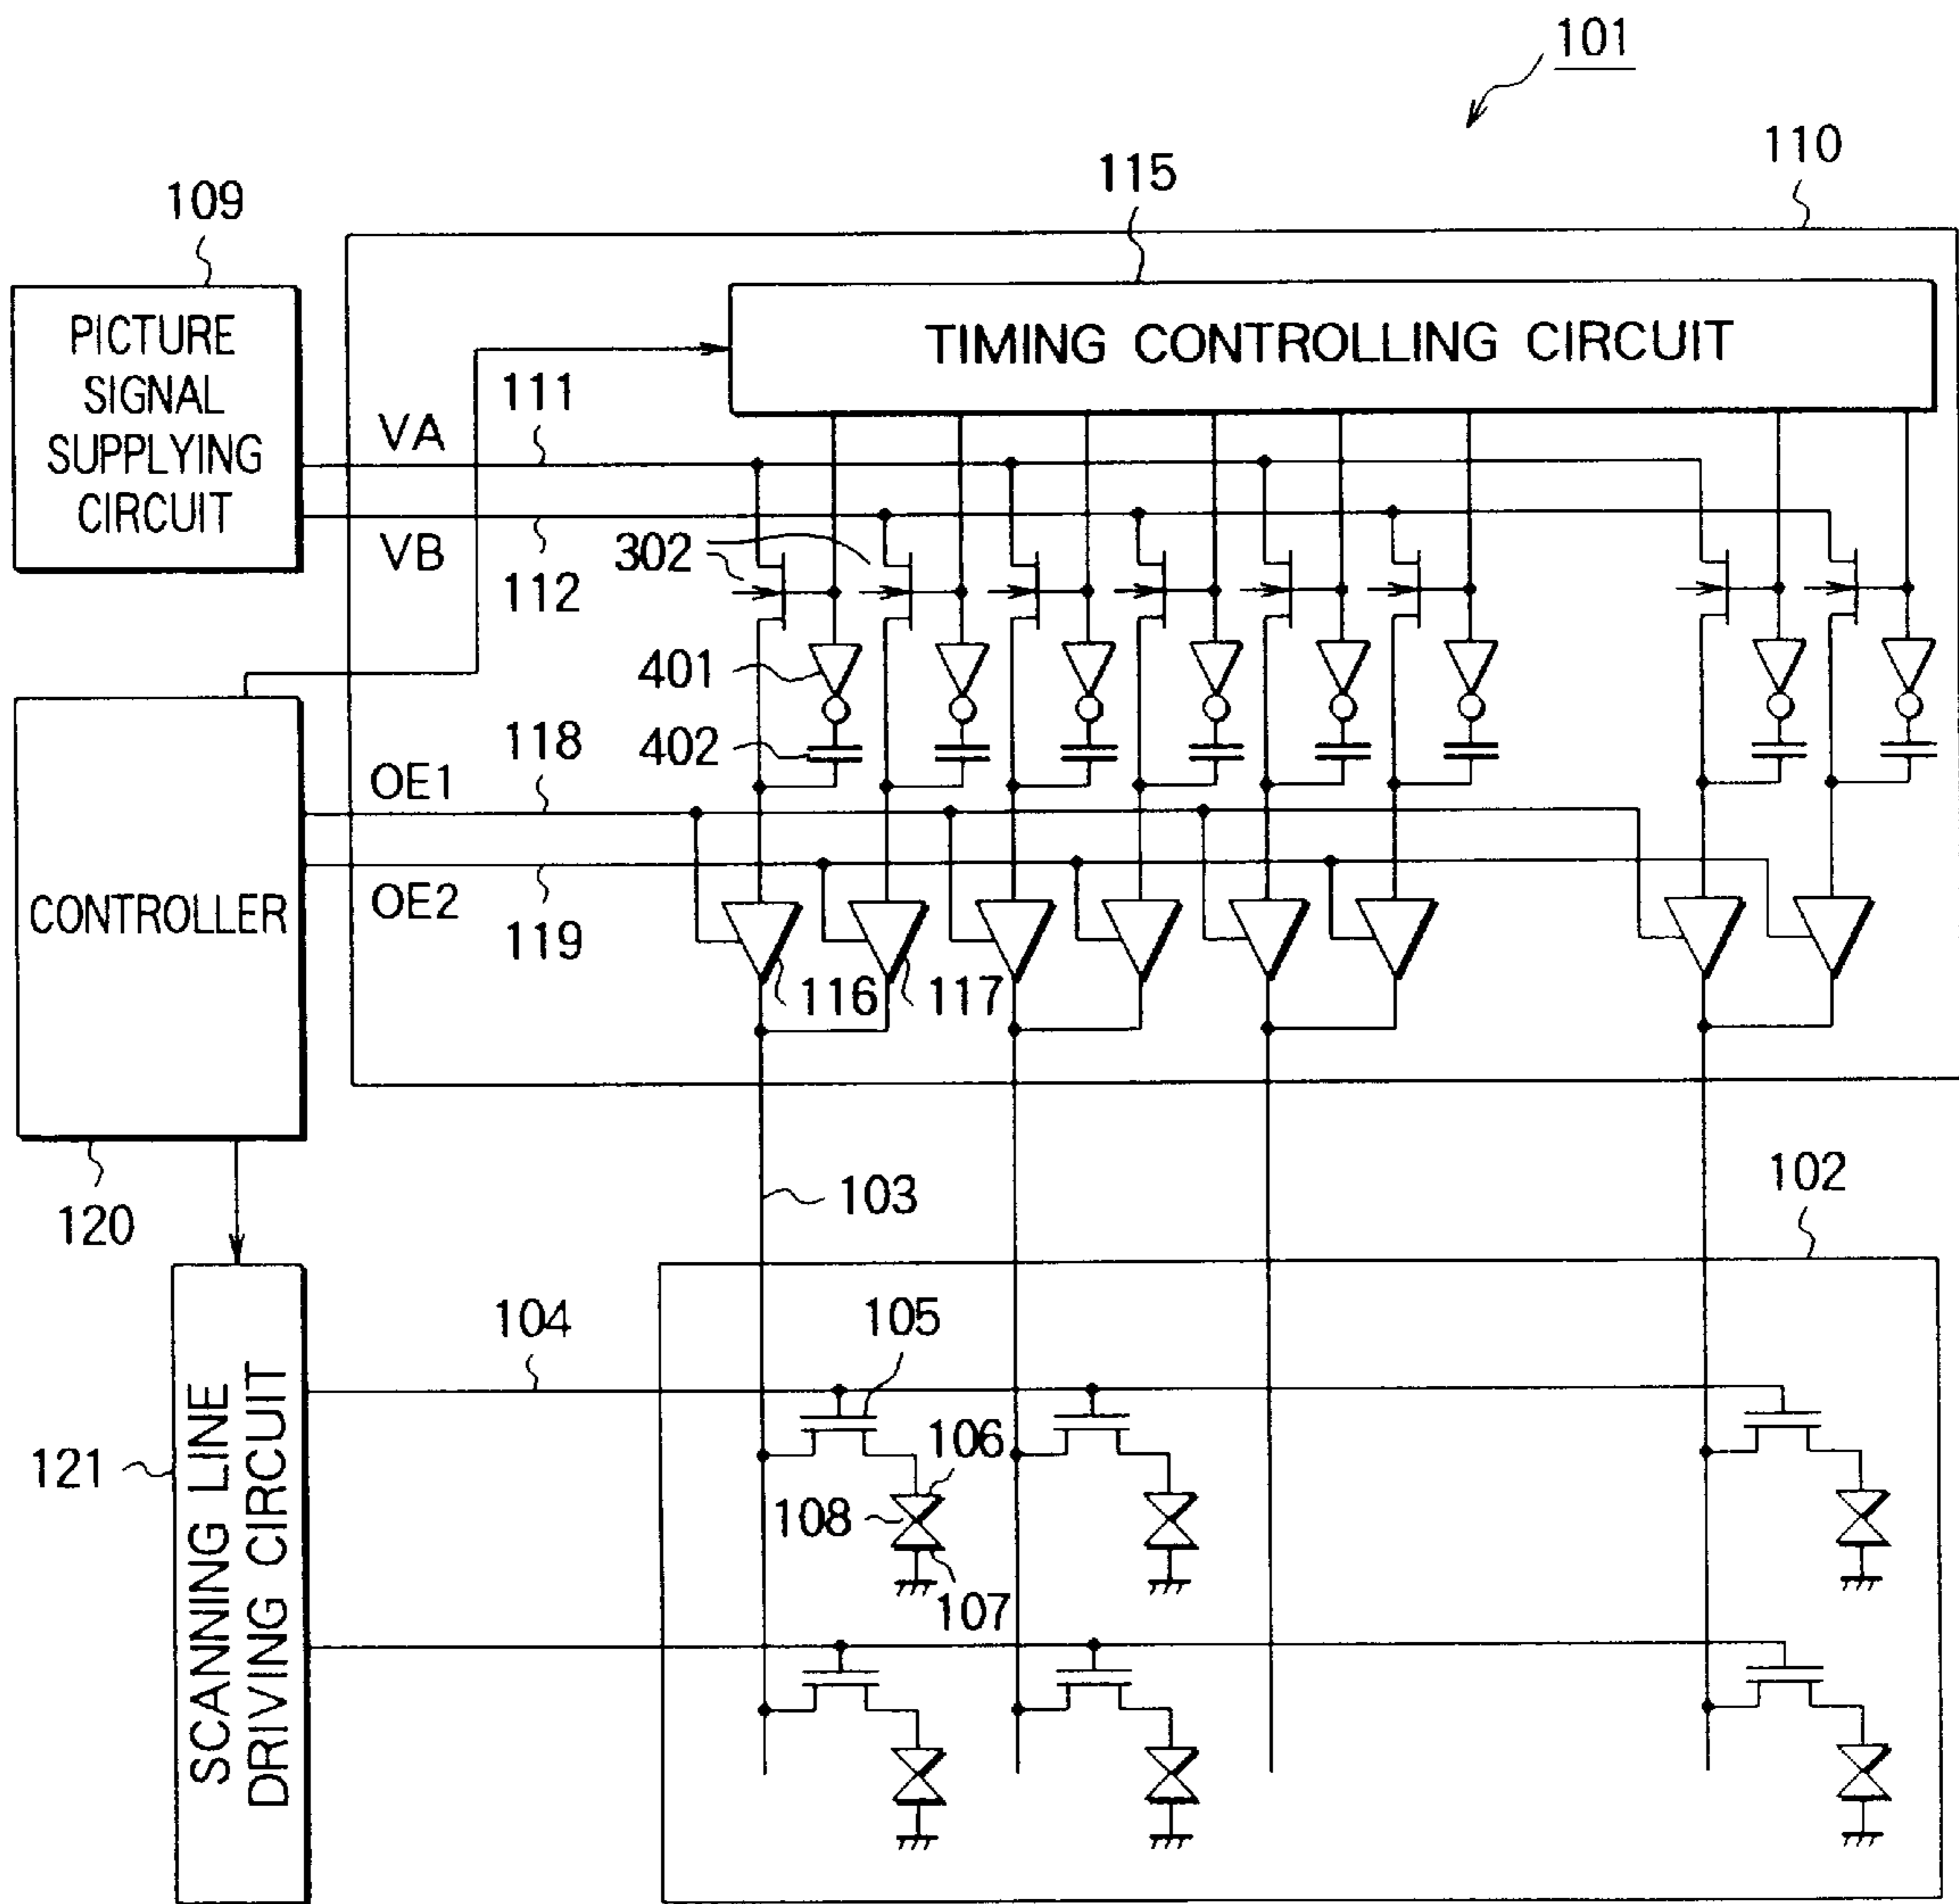 101
110
115
109
PICTURE
SIGNAL
SUPPLYING
CIRCUIT
TIMING CONTROLLING CIRCUIT
VA
111
VB
112
302
401
402
118
OE1
CONTROLLER
OE2
119
116
117
103
102
120
104
105
106
121
108
107
SCANNING LINE
DRIVING CIRCUIT